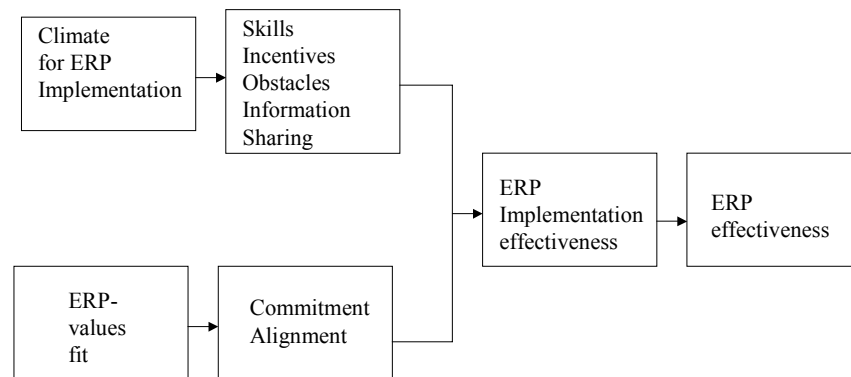 Climate
for ERP
Implementation
Skills
Incentives
Obstacles
Information
Sharing
ERP
Implementation
effectiveness
ERP
effectiveness
ERP-
values
fit
Commitment
Alignment